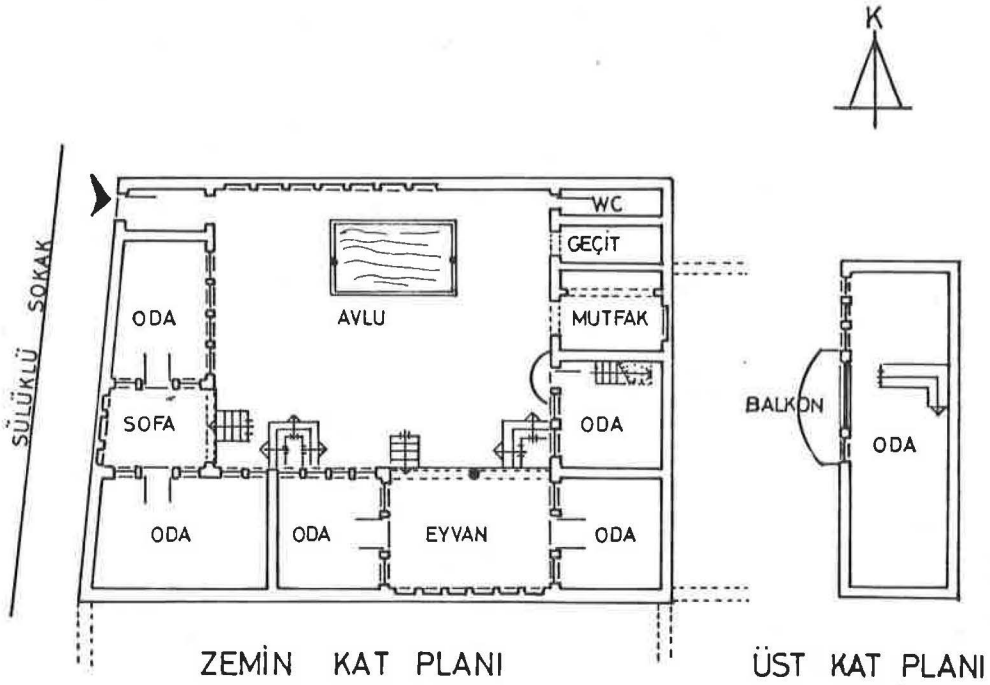 K
SÜLÜKLÜ SOKAK
WC
GEÇİT
ODA
AVLU
MUTFAK
SOFA
ODA
BALKON
ODA
ODA
ODA
EYVAN
ODA
ZEMİN KAT PLANI
ÜST KAT PLANI